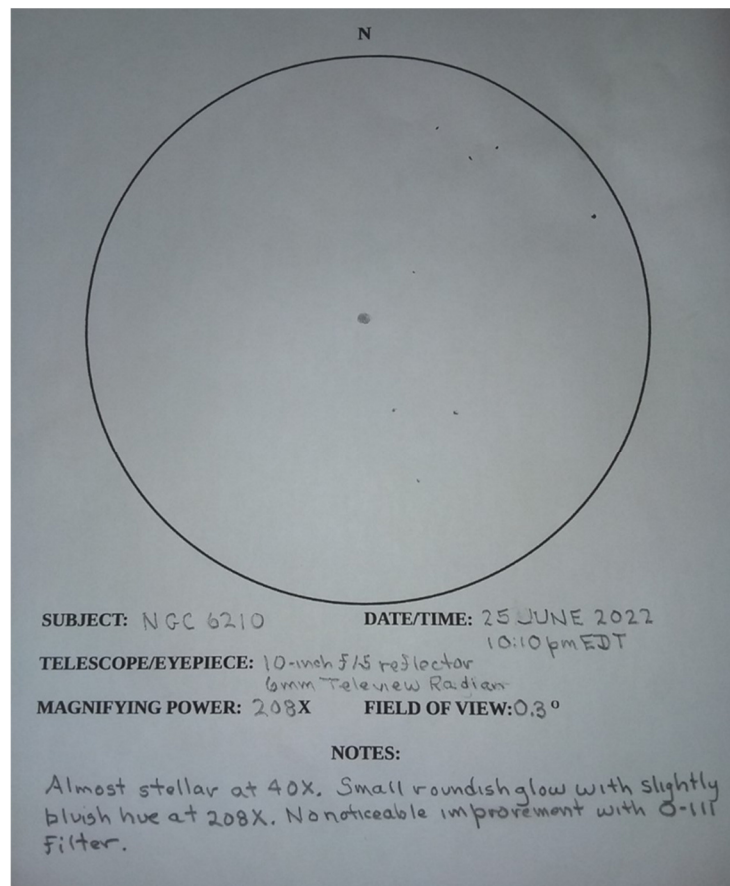 N
SUBJECT: NGC 6210 DATE/TIME: 25 JUNE 2022
10:10 pm EDT
TELESCOPE/EYEPIECE: 10-inch f/5 reflector
6mm Teleview Radian
MAGNIFYING POWER: 208X FIELD OF VIEW: 0.3°
NOTES:
Almost stellar at 40X. Small roundish glow with slightly
bluish hue at 208X. No noticeable improvement with O-III
filter.